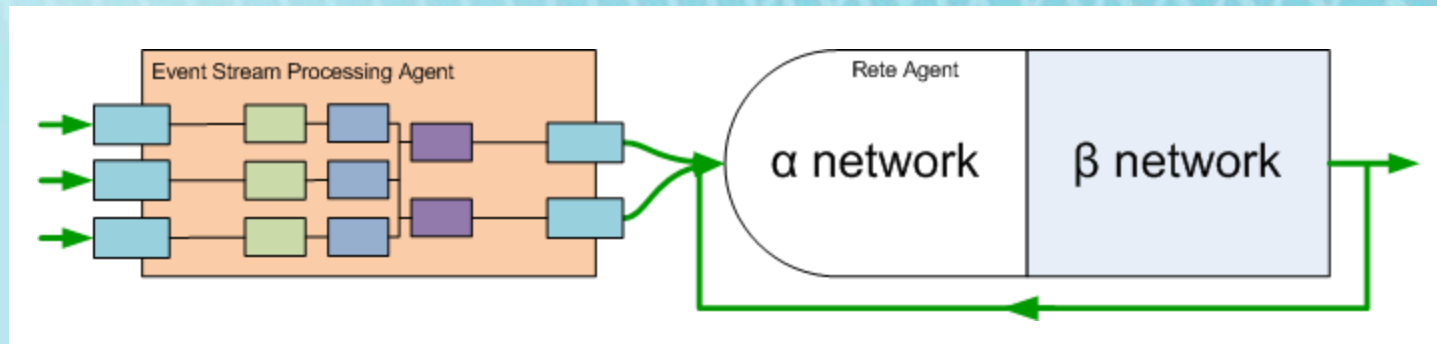 Event Stream Processing Agent
Rete Agent
α network
β network